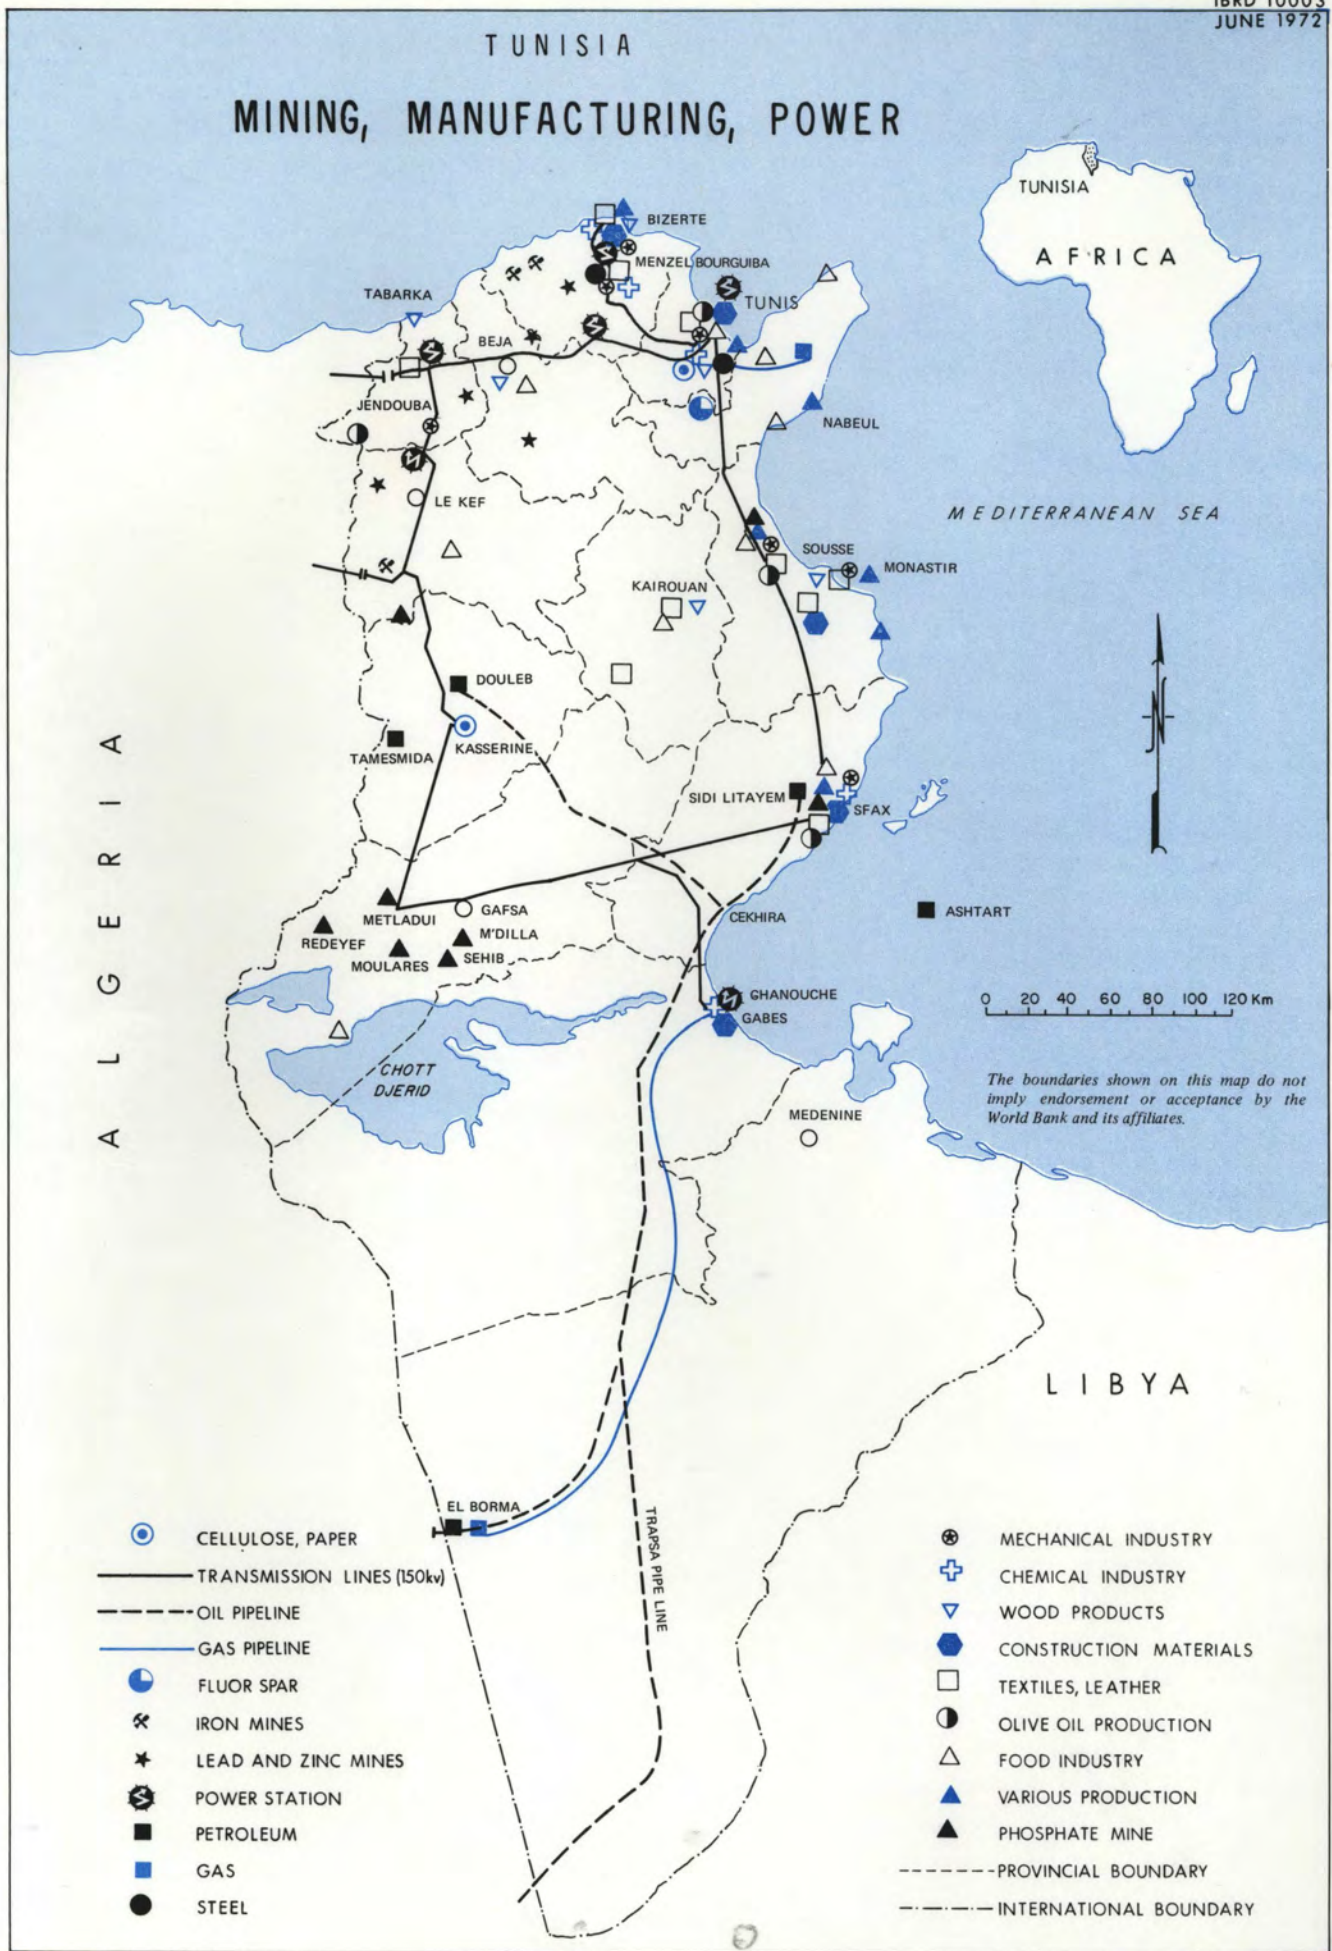 IBRD 10003
JUNE 1972
TUNISIA
MINING, MANUFACTURING, POWER
TUNISIA
AFRICA
BIZERTE
MENZEL BOURGUIBA
TUNIS
TABARKA
BEJA
JENDOUBA
NABEUL
LE KEF
MEDITERRANEAN SEA
SOUSSE
MONASTIR
KAIROUAN
DOULEB
KASSERINE
TAMESMIDA
SIDI LITAYEM
SFAX
ALGERIA
METLADUI
GAFSA
CEKHIRA
ASHTART
REDEYEF
M'DILLA
MOULARES
SEHIB
GHANOUCHE
GABES
0 20 40 60 80 100 120 Km
CHOTT
DJERID
The boundaries shown on this map do not
imply endorsement or acceptance by the
World Bank and its affiliates.
MEDENINE
LIBYA
EL BORMA
TRAPSA PIPE LINE
CELLULOSE, PAPER
TRANSMISSION LINES (150kv)
OIL PIPELINE
GAS PIPELINE
FLUOR SPAR
IRON MINES
LEAD AND ZINC MINES
POWER STATION
PETROLEUM
GAS
STEEL
MECHANICAL INDUSTRY
CHEMICAL INDUSTRY
WOOD PRODUCTS
CONSTRUCTION MATERIALS
TEXTILES, LEATHER
OLIVE OIL PRODUCTION
FOOD INDUSTRY
VARIOUS PRODUCTION
PHOSPHATE MINE
PROVINCIAL BOUNDARY
INTERNATIONAL BOUNDARY